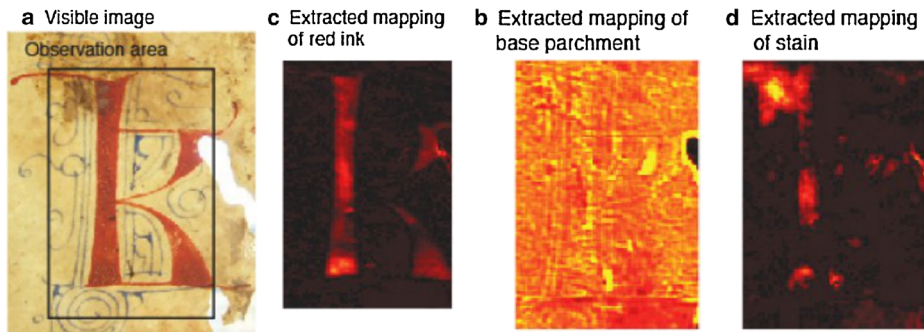 a Visible image
Observation area
K
c Extracted mapping
of red ink
b Extracted mapping of
base parchment
d Extracted mapping
of stain